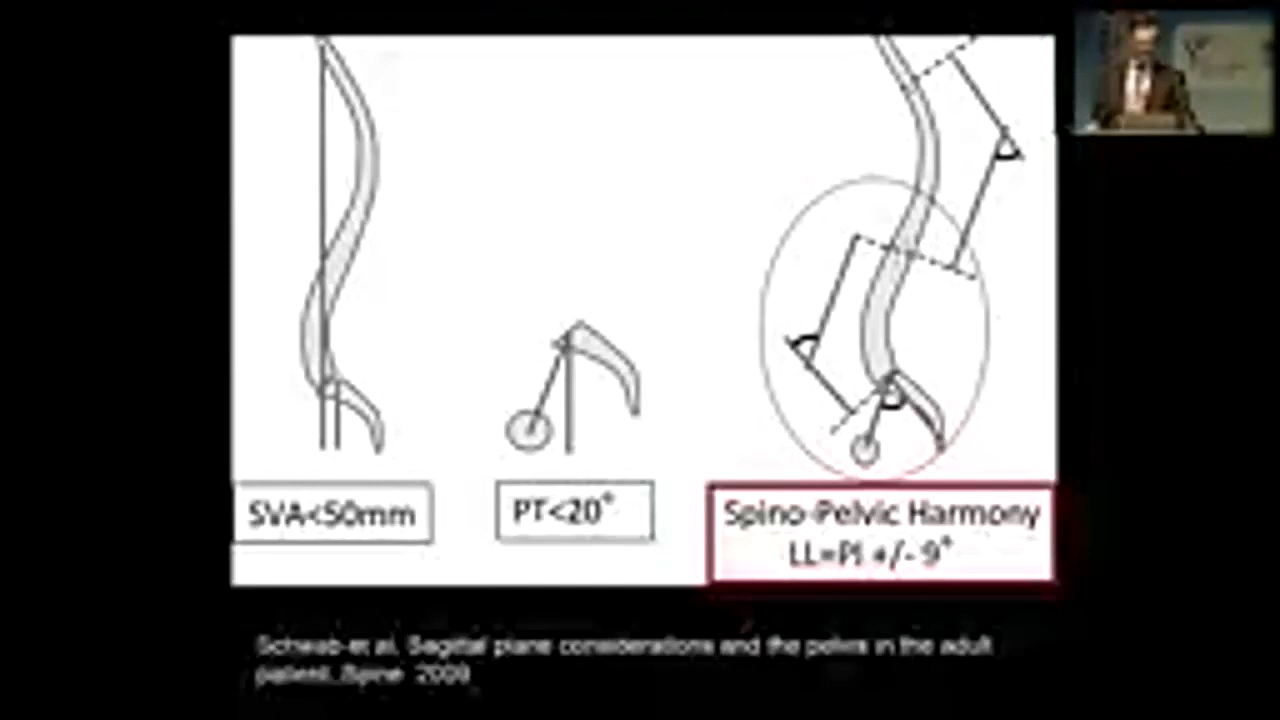 SVA<50mm
PT<20°
Spino-Pelvic Harmony
LL=PI +/- 9°
Schwab et al, Sagittal plane considerations and the pelvis in the adult
patient. Spine 2009